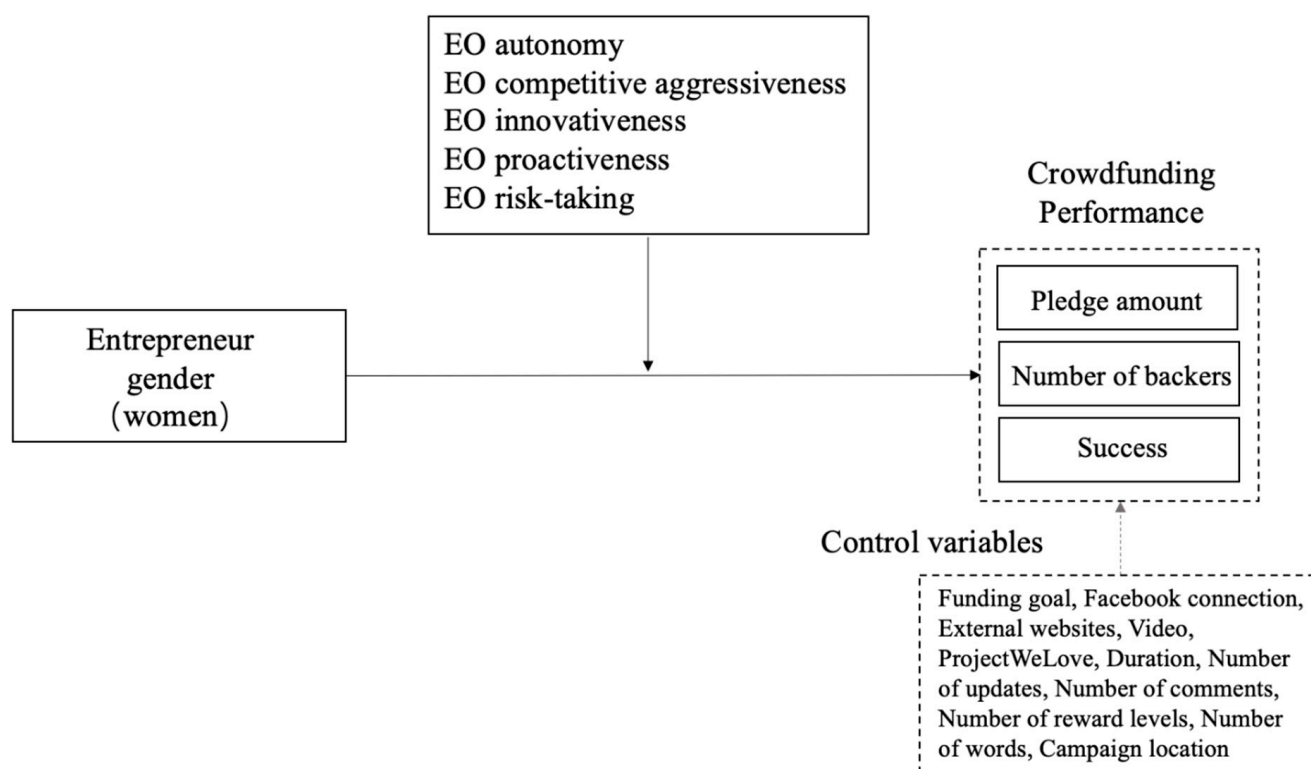 EO autonomy
EO competitive aggressiveness
EO innovativeness
EO proactiveness
EO risk-taking
Crowdfunding
Performance
Entrepreneur
gender
（women）
Pledge amount
Number of backers
Success
Control variables
Funding goal, Facebook connection,
External websites, Video,
ProjectWeLove, Duration, Number
of updates, Number of comments,
Number of reward levels, Number
of words, Campaign location